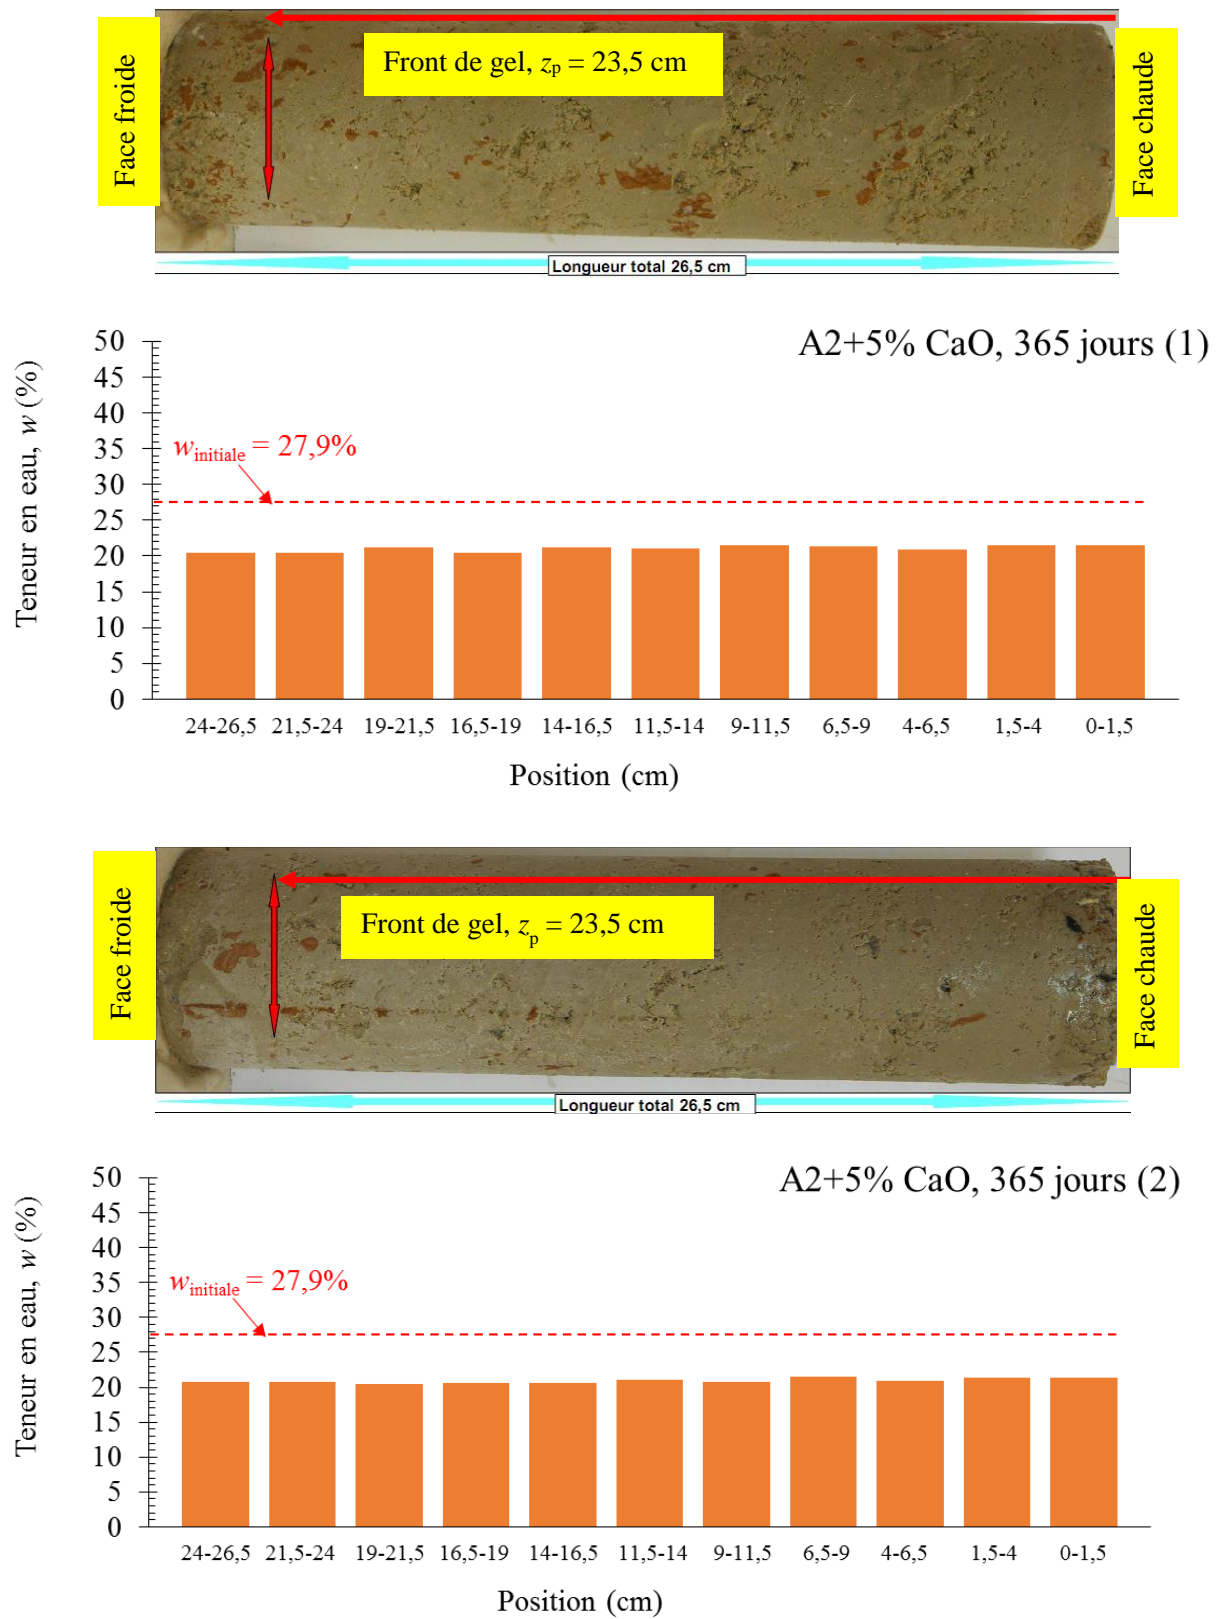 Face froide
Front de gel, zp = 23,5 cm
Face chaude
Longueur total 26,5 cm
A2+5% CaO, 365 jours (1)
Teneur en eau, w (%)
50
45
40
35
30
25
20
15
10
5
0
winitiale = 27,9%
24-26,5 21,5-24 19-21,5 16,5-19 14-16,5 11,5-14 9-11,5 6,5-9 4-6,5 1,5-4 0-1,5
Position (cm)
Face froide
Front de gel, zp = 23,5 cm
Face chaude
Longueur total 26,5 cm
A2+5% CaO, 365 jours (2)
Teneur en eau, w (%)
50
45
40
35
30
25
20
15
10
5
0
winitiale = 27,9%
24-26,5 21,5-24 19-21,5 16,5-19 14-16,5 11,5-14 9-11,5 6,5-9 4-6,5 1,5-4 0-1,5
Position (cm)